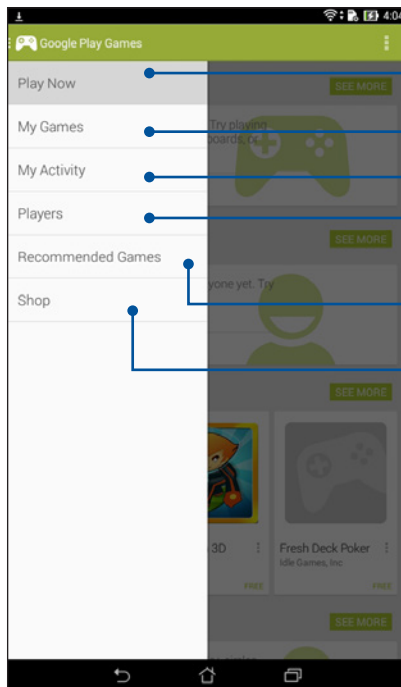 4:04
Google Play Games
Play Now
My Games
My Activity
Players
Recommended Games
Shop
SEE MORE
Try playing
boards, or
SEE MORE
yone yet. Try
SEE MORE
3D
Fresh Deck Poker
Idle Games, Inc
FREE
FREE
SEE MORE